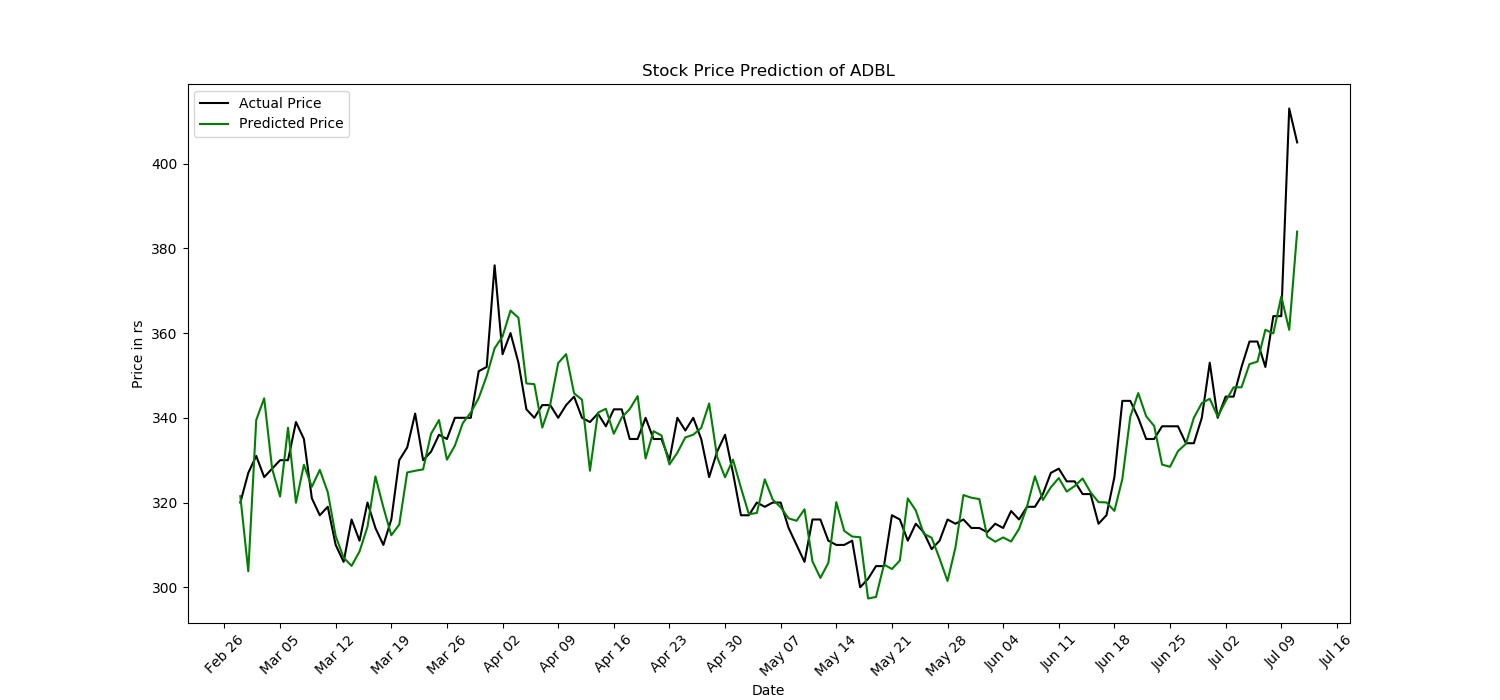 Stock Price Prediction of ADBL
Actual Price
Predicted Price
400
380
360
340
320
300
Price in rs
Feb 26
Mar 05
Mar 12
Mar 19
Mar 26
Apr 02
Apr 09
Apr 16
Apr 23
Apr 30
May 07
May 14
May 21
May 28
Jun 04
Jun 11
Jun 18
Jun 25
Jul 02
Jul 09
Jul 16
Date